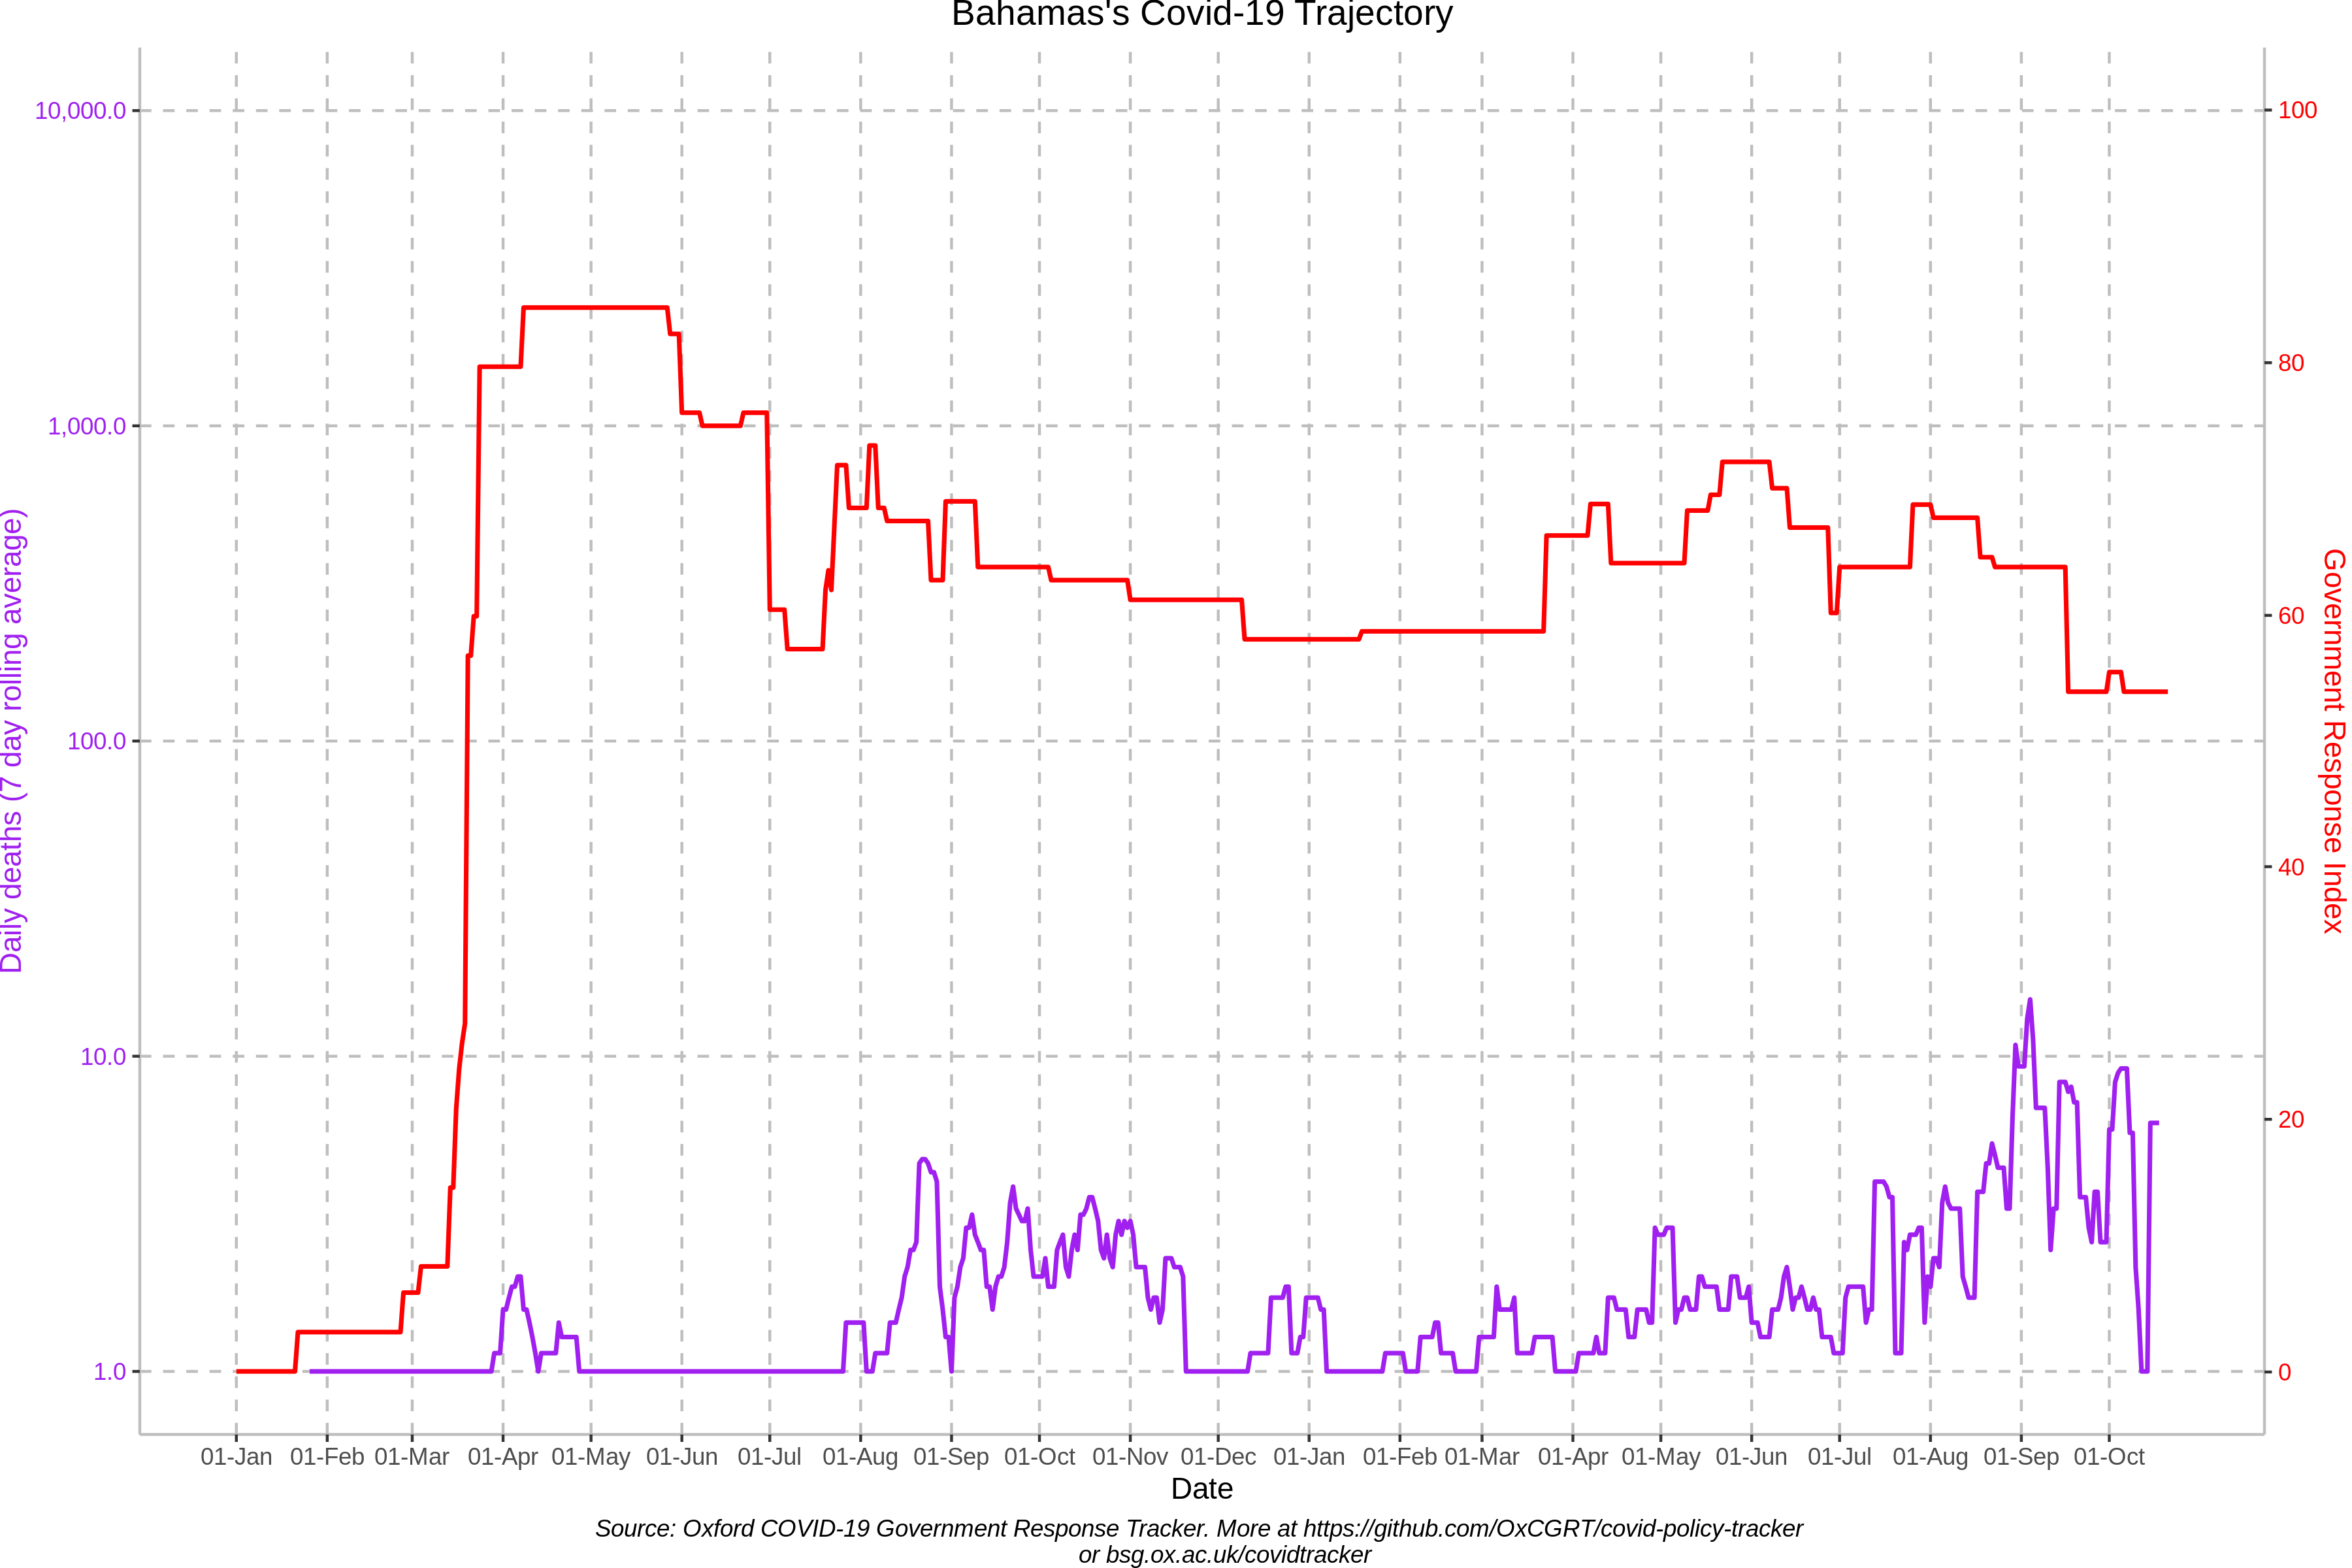 Bahamas's Covid-19 Trajectory
10,000.0
1,000.0
100.0
10.0
1.0
Daily deaths (7 day rolling average)
100
80
60
40
20
0
Government Response Index
01-Jan 01-Feb 01-Mar 01-Apr 01-May 01-Jun 01-Jul 01-Aug 01-Sep 01-Oct 01-Nov 01-Dec 01-Jan 01-Feb 01-Mar 01-Apr 01-May 01-Jun 01-Jul 01-Aug 01-Sep 01-Oct
Date
Source: Oxford COVID-19 Government Response Tracker. More at https://github.com/OxCGRT/covid-policy-tracker
or bsg.ox.ac.uk/covidtracker